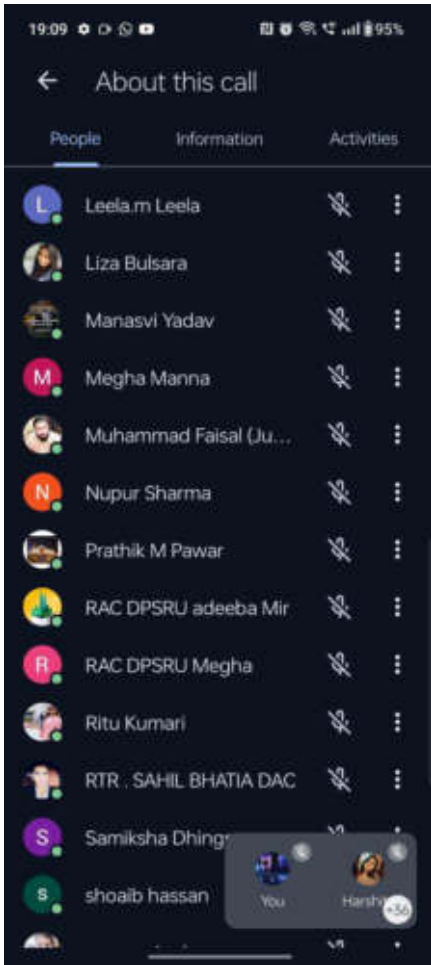 19:09 95%
About this call
People Information Activities
L Leela.m Leela
Liza Bulsara
Manasvi Yadav
M Megha Manna
Muhammad Faisal (Ju...
N Nupur Sharma
Prathik M Pawar
RAC DPSRU adeeba Mir
R RAC DPSRU Megha
Ritu Kumari
RTR . SAHIL BHATIA DAC
S Samiksha Dhing
s shoaib hassan
You Harsh +36